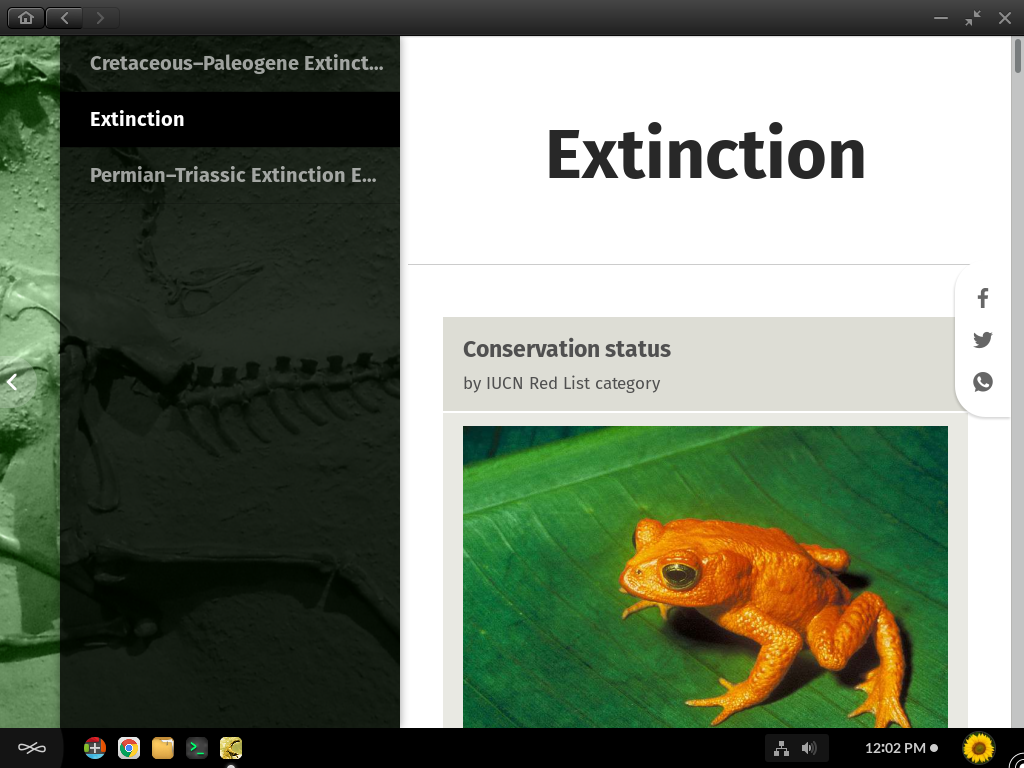 Cretaceous–Paleogene Extinct...
Extinction
Permian–Triassic Extinction E...
Extinction
Conservation status
by IUCN Red List category
12:02 PM